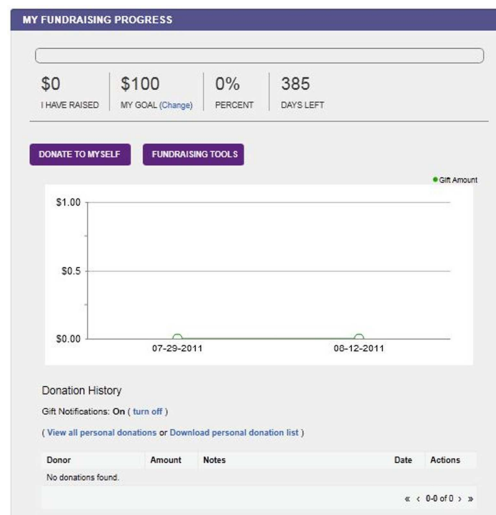 MY FUNDRAISING PROGRESS
$0 $100 0% 385
I HAVE RAISED MY GOAL (Change) PERCENT DAYS LEFT
DONATE TO MYSELF FUNDRAISING TOOLS
Gift Amount
$1.00
$0.5
$0.00
07-29-2011 08-12-2011
Donation History
Gift Notifications: On ( turn off )
( View all personal donations or Download personal donation list )
Donor Amount Notes Date Actions
No donations found.
« ‹ 0-0 of 0 › »